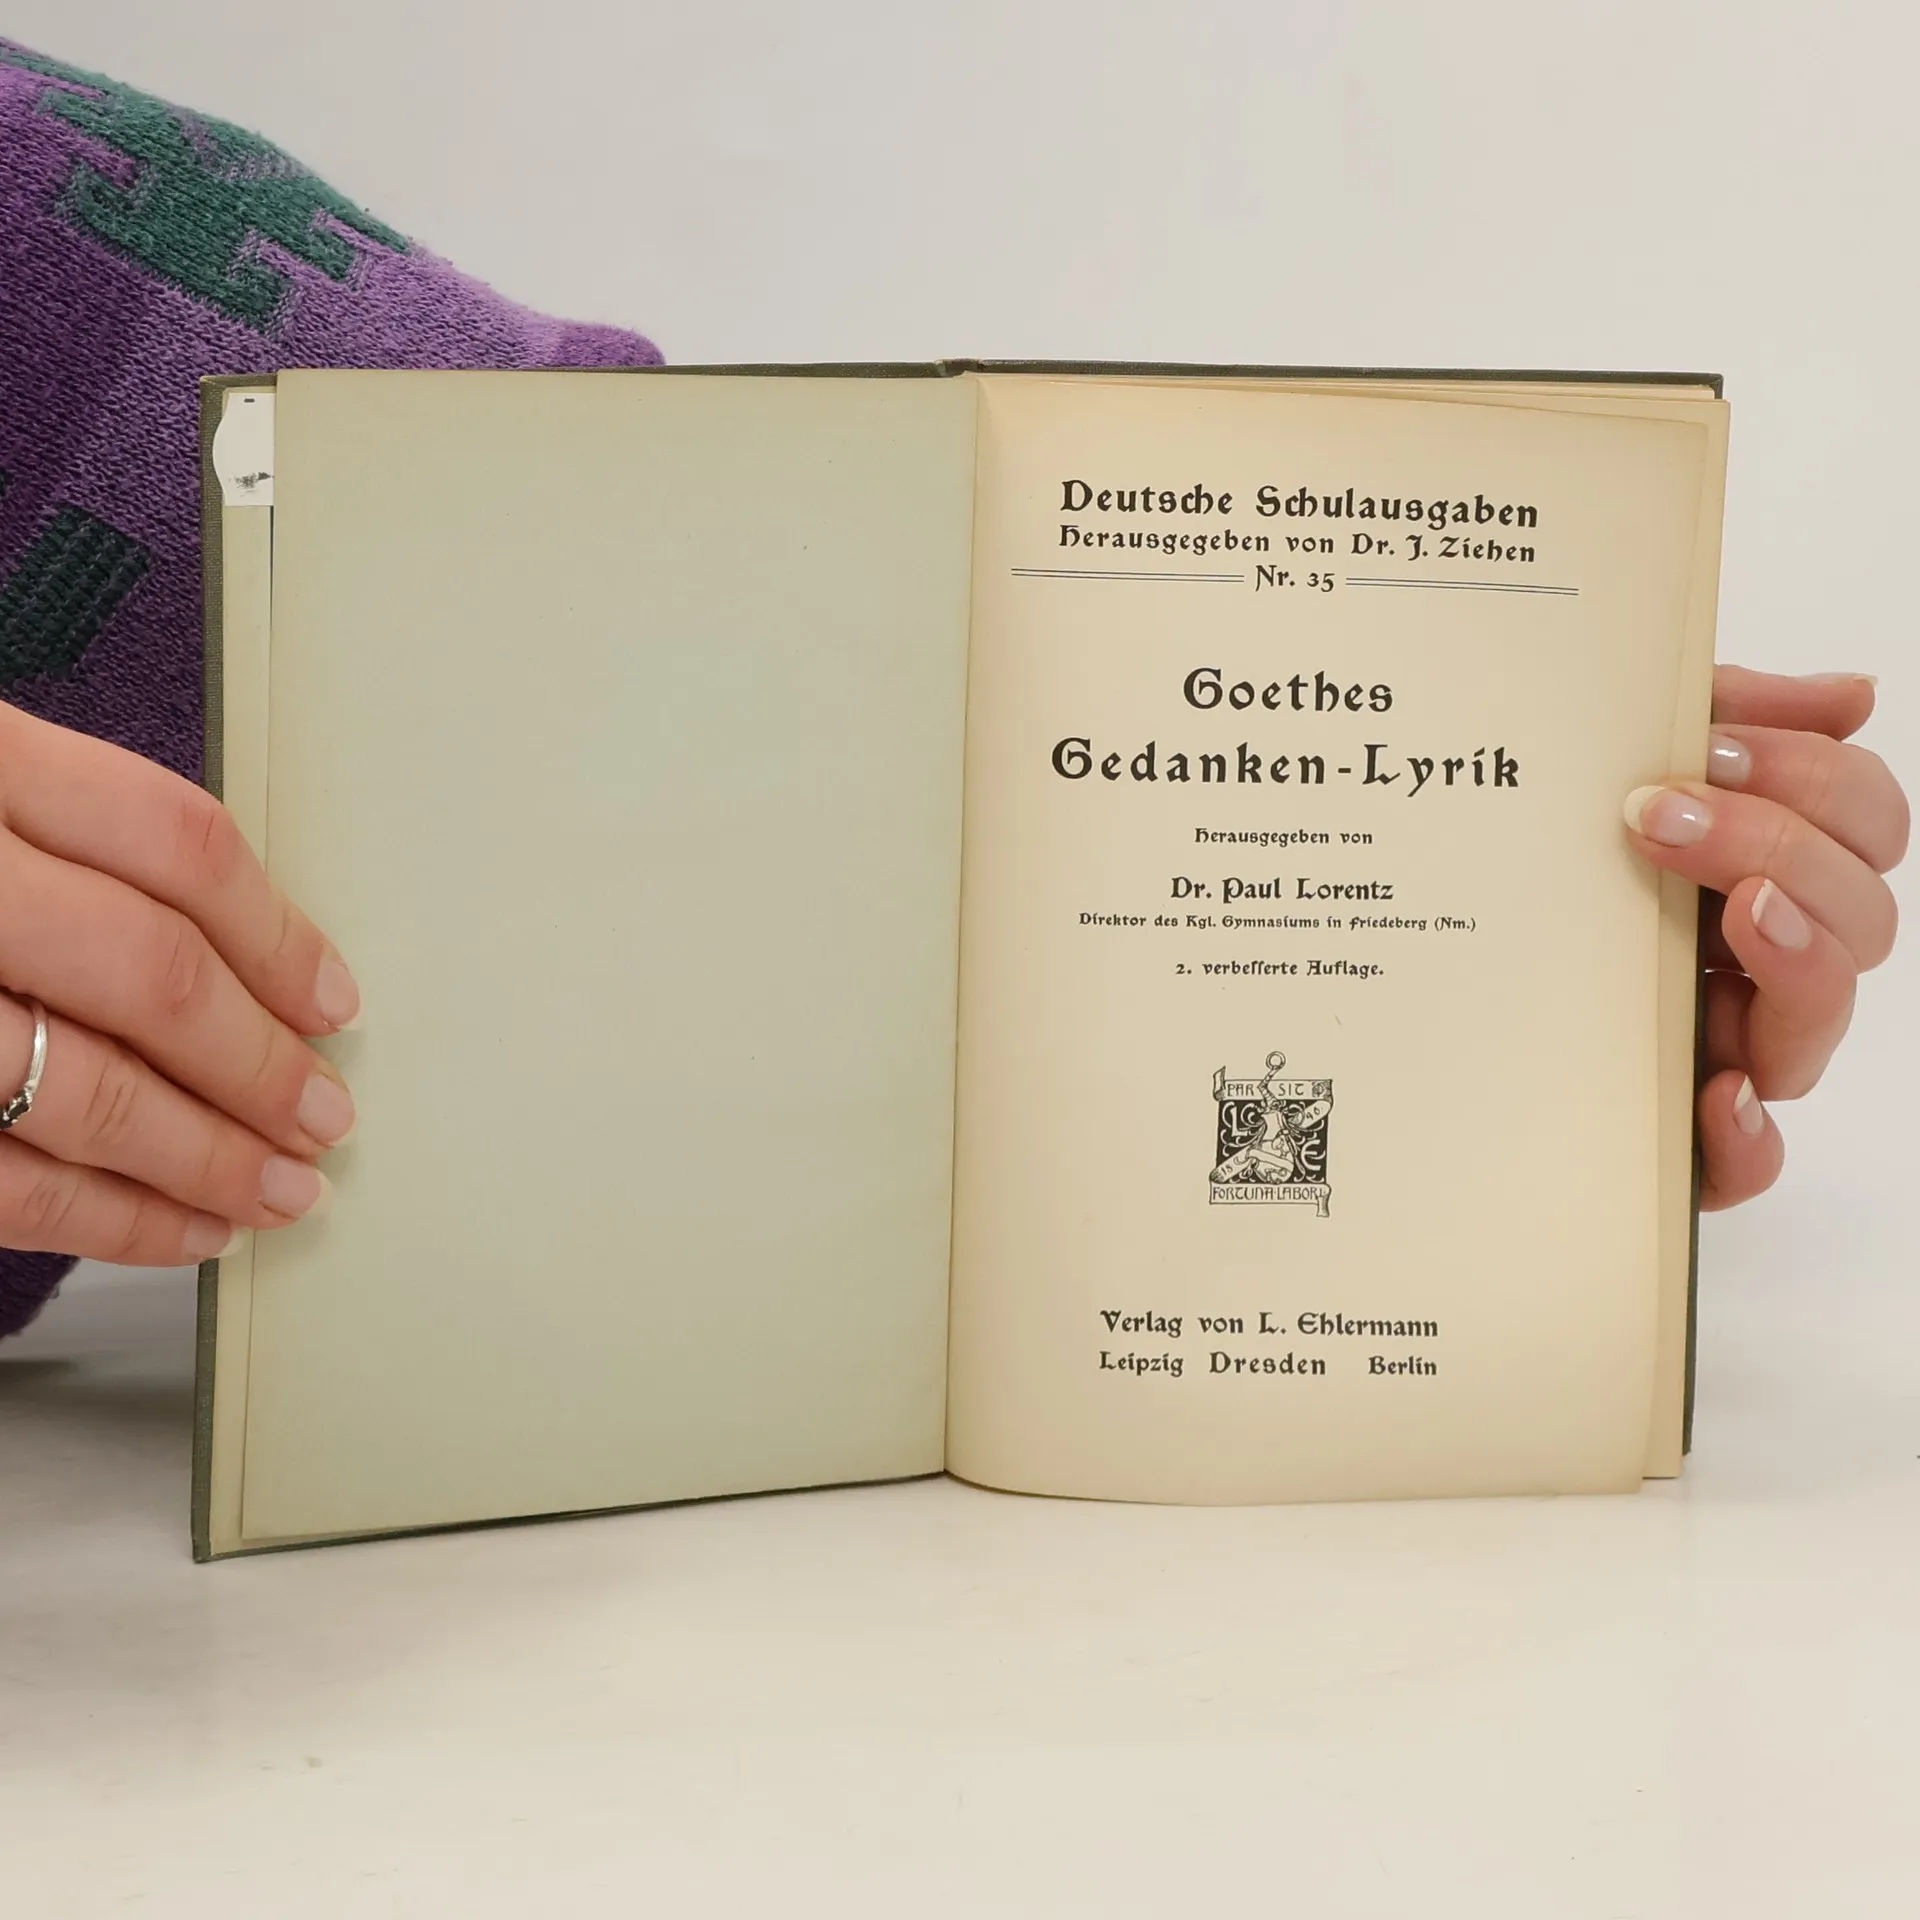 Deutsche Schulausgaben
Herausgegeben von Dr. J. Ziehen
Nr. 35
Goethes
Gedanken-Lyrik
Herausgegeben von
Dr. Paul Lorentz
Direktor des Kgl. Gymnasiums in Friedeberg (Nm.)
2. verbesserte Auflage.
PAR SIT
L
E
FORTUNA LABORI
Verlag von L. Ehlermann
Leipzig Dresden Berlin